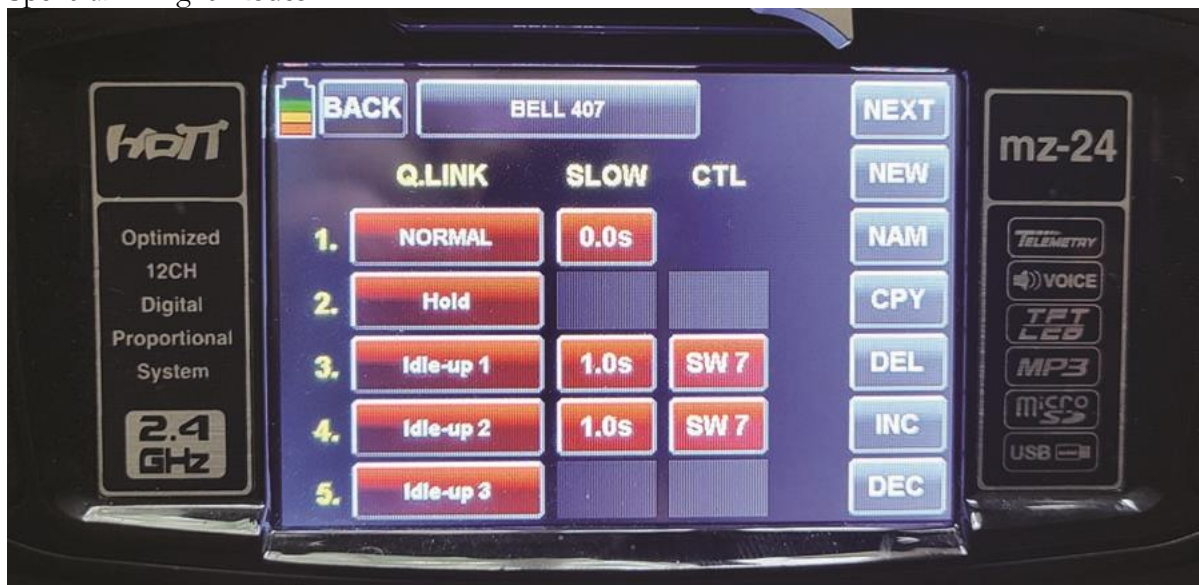 BACK BELL 407 NEXT
HoTT
mz-24
Q.LINK SLOW CTL NEW
Optimized
12CH
Digital
Proportional
System
2.4
GHz
1. NORMAL 0.0s NAM
2. Hold CPY
3. Idle-up 1 1.0s SW 7 DEL
4. Idle-up 2 1.0s SW 7 INC
5. Idle-up 3 DEC
TELEMETRY
VOICE
TFT
LED
MP3
micro
SD
USB